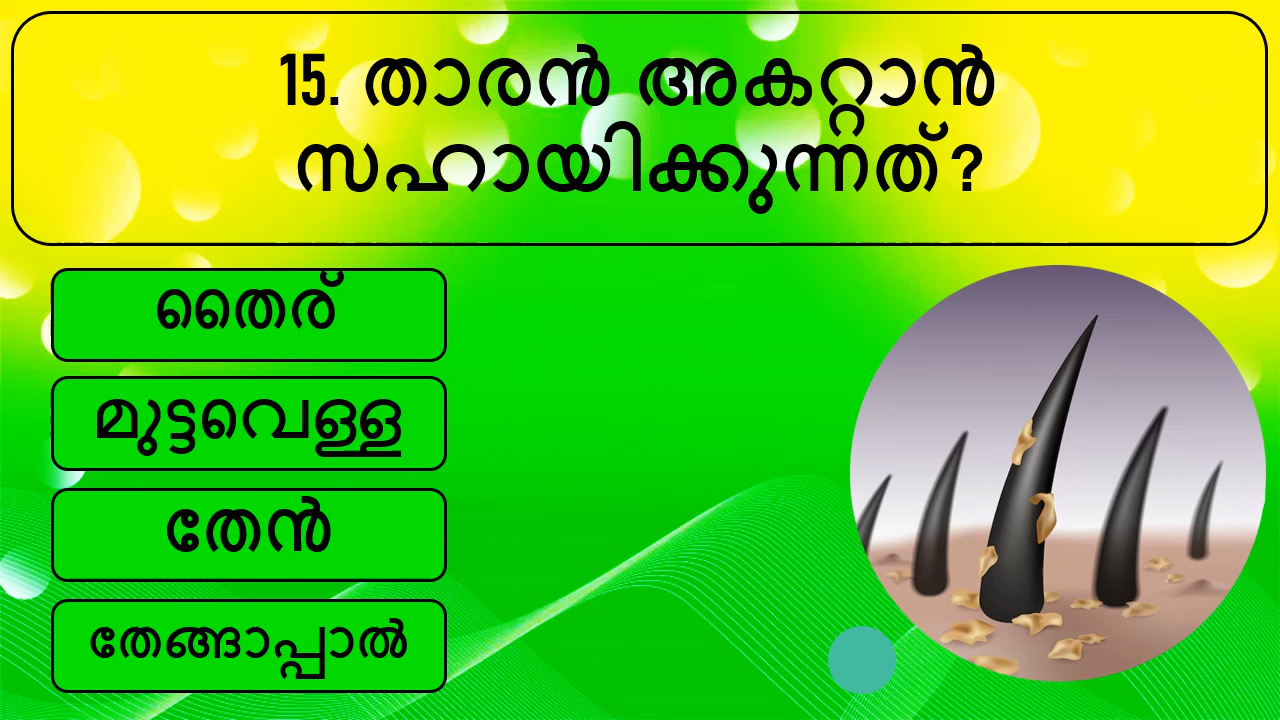 15. താരൻ അകറ്റാൻ
സഹായിക്കുന്നത്?
തൈര്
മുട്ടവെള്ള
തേൻ
തേങ്ങാപ്പാൽ